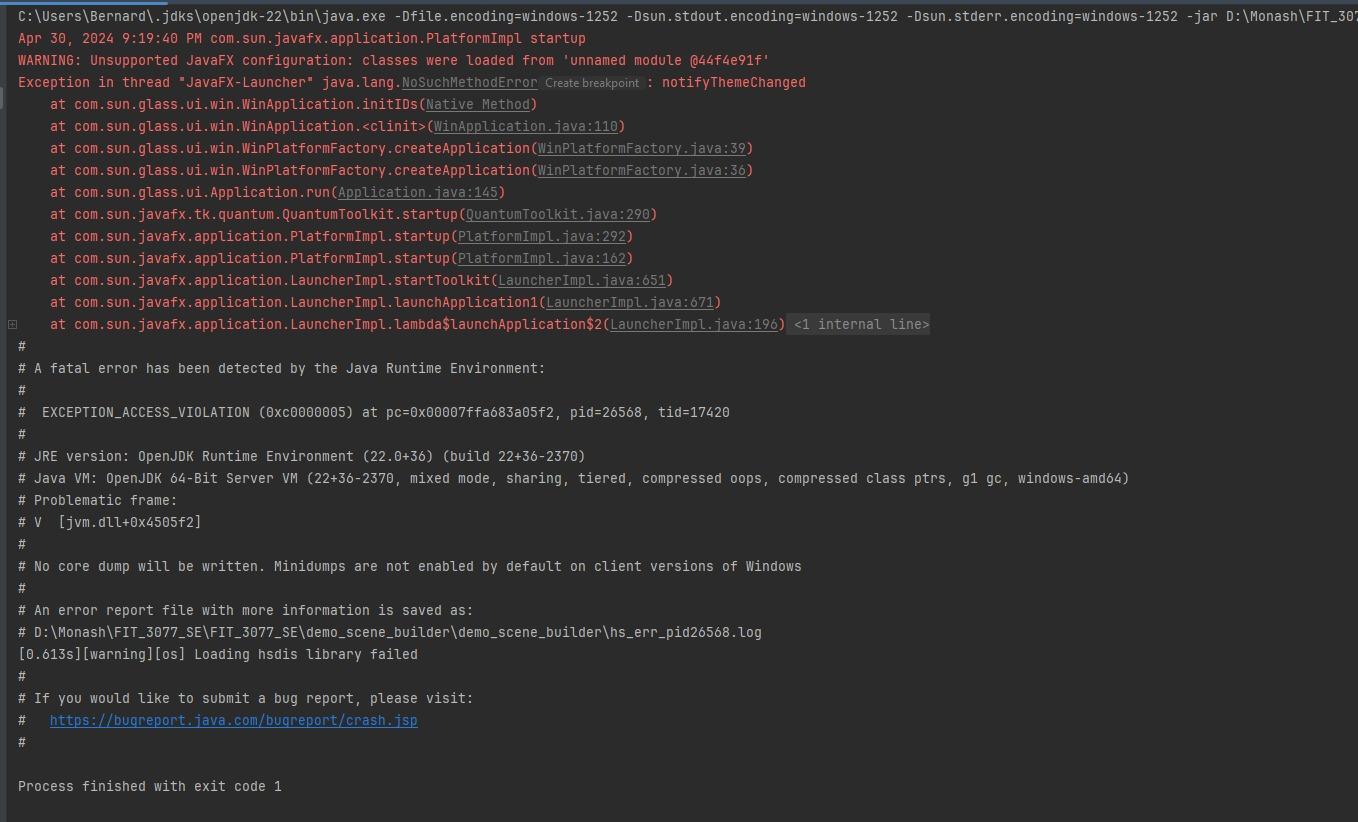 C:\Users\Bernard\.jdks\openjdk-22\bin\java.exe -Dfile.encoding=windows-1252 -Dsun.stdout.encoding=windows-1252 -Dsun.stderr.encoding=windows-1252 -jar D:\Monash\FIT_307
Apr 30, 2024 9:19:40 PM com.sun.javafx.application.PlatformImpl startup
WARNING: Unsupported JavaFX configuration: classes were loaded from 'unnamed module @44f4e91f'
Exception in thread "JavaFX-Launcher" java.lang.NoSuchMethodError Create breakpoint : notifyThemeChanged
at com.sun.glass.ui.win.WinApplication.initIDs(Native Method)
at com.sun.glass.ui.win.WinApplication.<clinit>(WinApplication.java:110)
at com.sun.glass.ui.win.WinPlatformFactory.createApplication(WinPlatformFactory.java:39)
at com.sun.glass.ui.win.WinPlatformFactory.createApplication(WinPlatformFactory.java:36)
at com.sun.glass.ui.Application.run(Application.java:145)
at com.sun.javafx.tk.quantum.QuantumToolkit.startup(QuantumToolkit.java:290)
at com.sun.javafx.application.PlatformImpl.startup(PlatformImpl.java:292)
at com.sun.javafx.application.PlatformImpl.startup(PlatformImpl.java:162)
at com.sun.javafx.application.LauncherImpl.startToolkit(LauncherImpl.java:651)
at com.sun.javafx.application.LauncherImpl.launchApplication1(LauncherImpl.java:671)
at com.sun.javafx.application.LauncherImpl.lambda$launchApplication$2(LauncherImpl.java:196) <1 internal line>
#
# A fatal error has been detected by the Java Runtime Environment:
#
#  EXCEPTION_ACCESS_VIOLATION (0xc0000005) at pc=0x00007ffa683a05f2, pid=26568, tid=17420
#
# JRE version: OpenJDK Runtime Environment (22.0+36) (build 22+36-2370)
# Java VM: OpenJDK 64-Bit Server VM (22+36-2370, mixed mode, sharing, tiered, compressed oops, compressed class ptrs, g1 gc, windows-amd64)
# Problematic frame:
# V  [jvm.dll+0x4505f2]
#
# No core dump will be written. Minidumps are not enabled by default on client versions of Windows
#
# An error report file with more information is saved as:
# D:\Monash\FIT_3077_SE\FIT_3077_SE\demo_scene_builder\demo_scene_builder\hs_err_pid26568.log
[0.613s][warning][os] Loading hsdis library failed
#
# If you would like to submit a bug report, please visit:
#   https://bugreport.java.com/bugreport/crash.jsp
#
Process finished with exit code 1